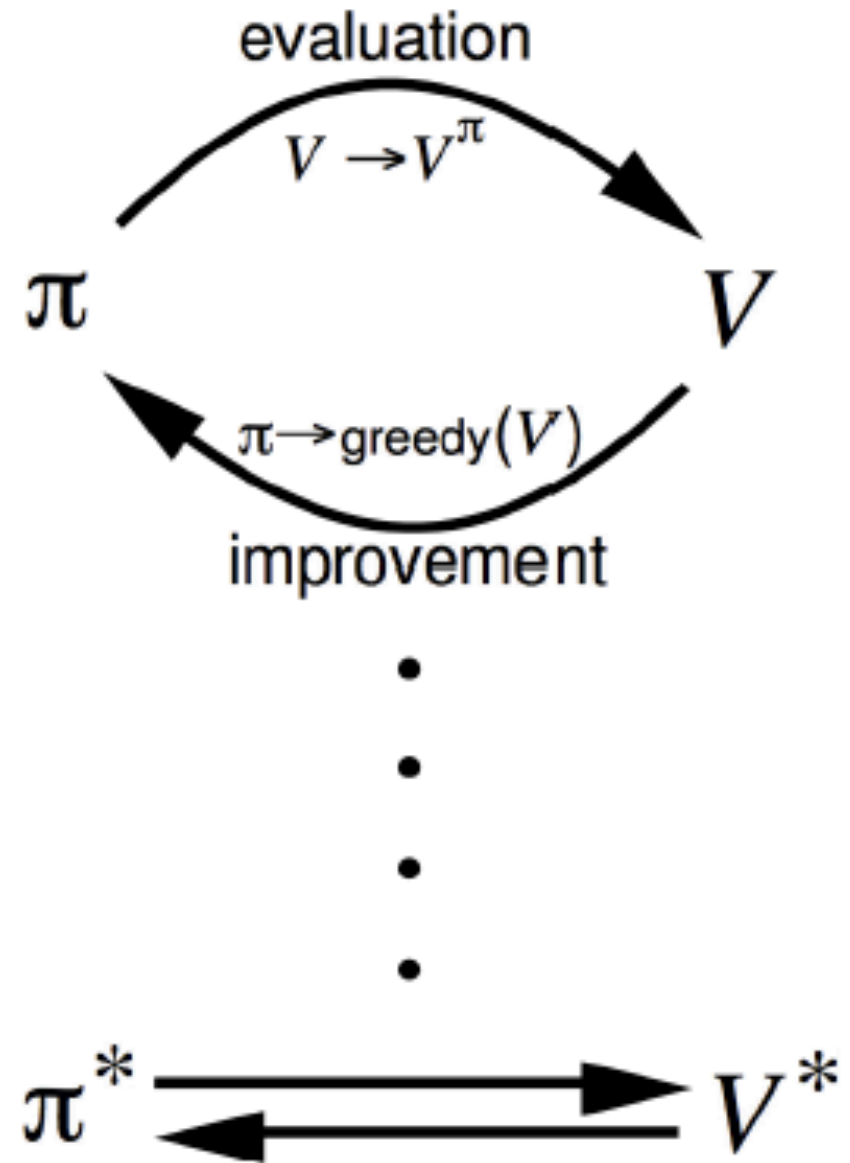 evaluation
V → V^π
π V
π→greedy(V)
improvement
π* V*